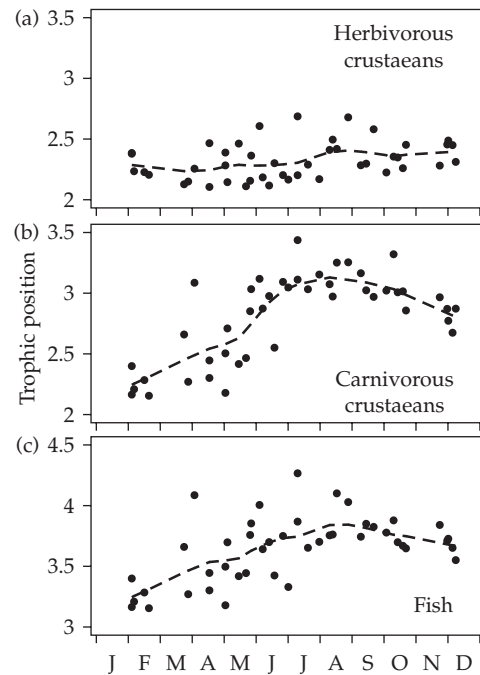 (a)
3.5
3
2.5
2
Herbivorous
crustaeans
(b)
3.5
3
2.5
2
Carnivorous
crustaeans
Trophic position
(c)
4.5
4
3.5
3
Fish
J F M A M J J A S O N D